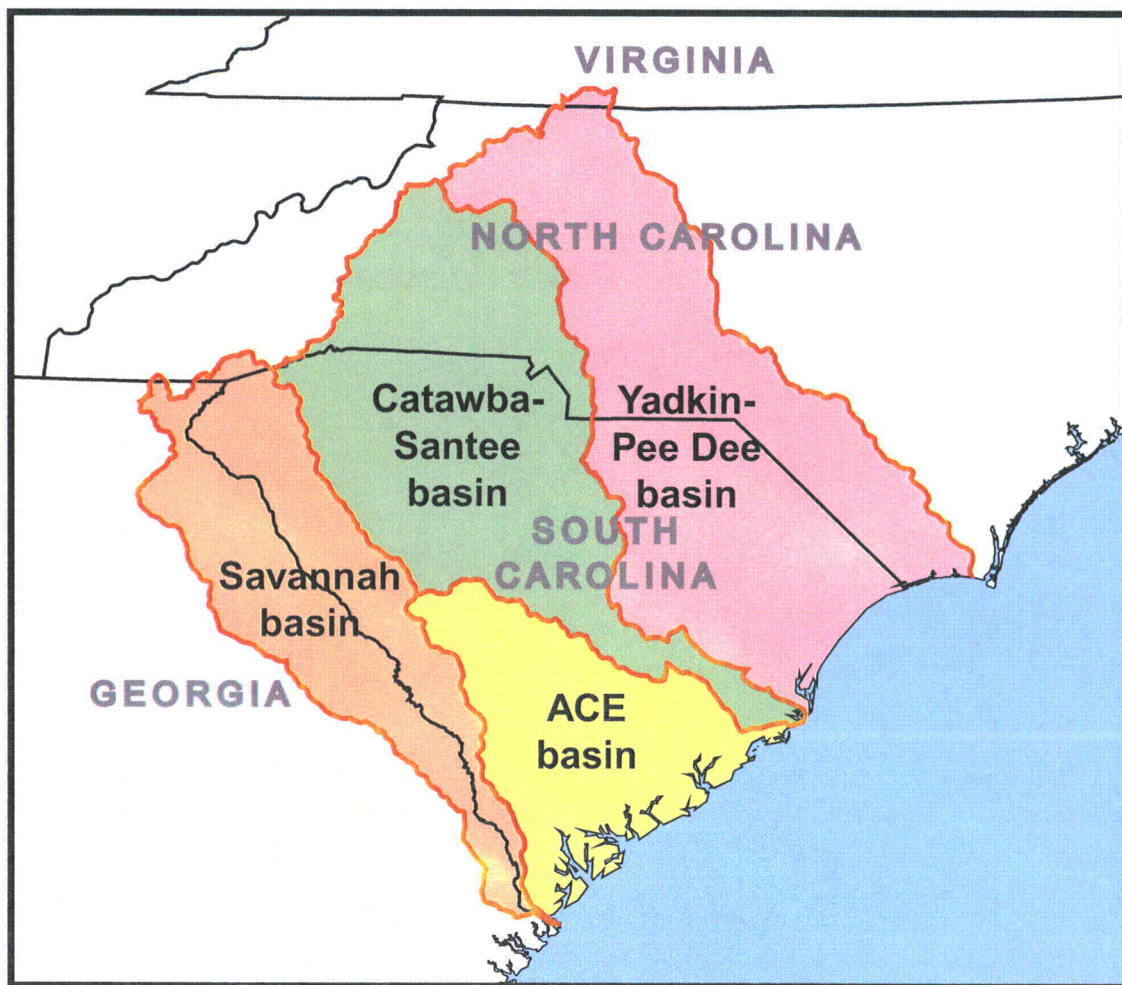 VIRGINIA
NORTH CAROLINA
Catawba-
Santee
basin
Yadkin-
Pee Dee
basin
SOUTH
CAROLINA
Savannah
basin
GEORGIA
ACE
basin